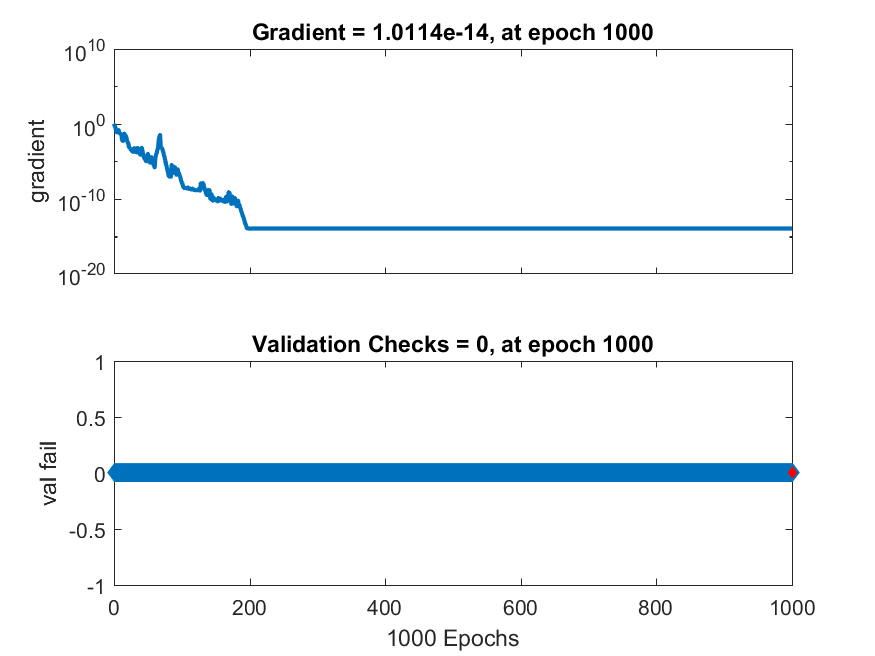 Gradient = 1.0114e-14, at epoch 1000
10^10
10^0
10^-10
10^-20
gradient
Validation Checks = 0, at epoch 1000
1
0.5
0
-0.5
-1
val fail
0 200 400 600 800 1000
1000 Epochs